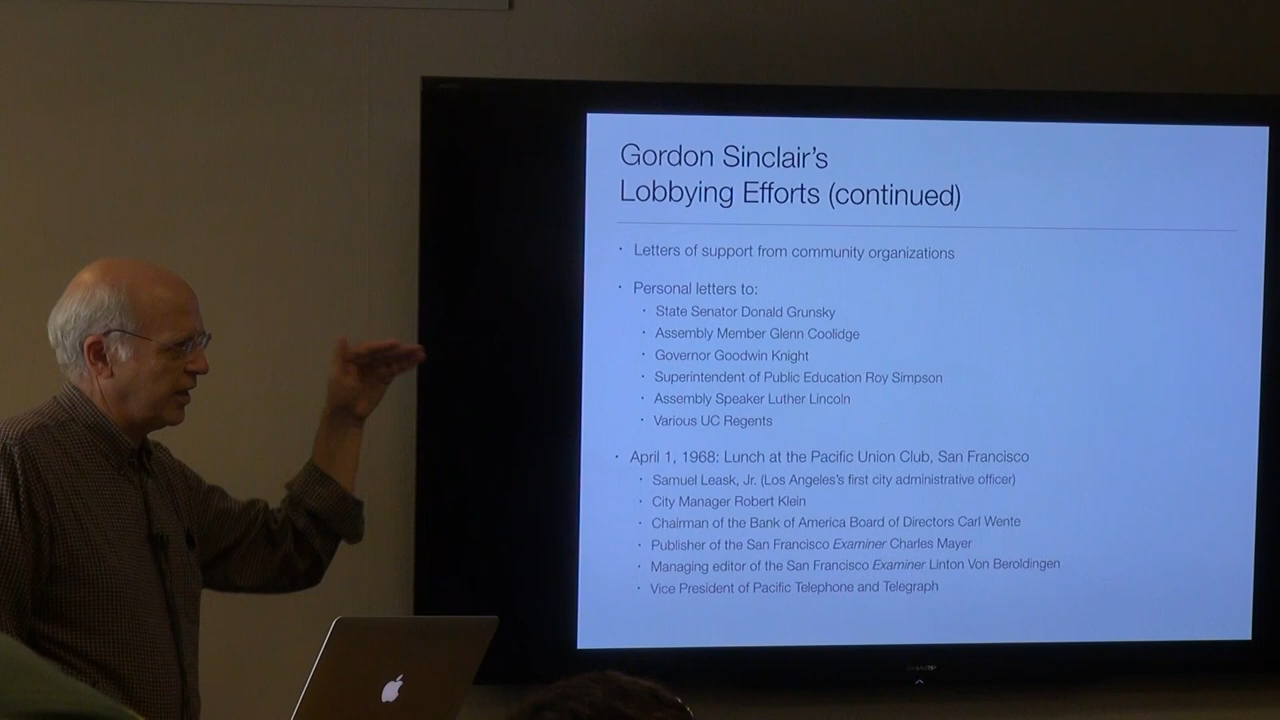 Gordon Sinclair's
Lobbying Efforts (continued)
· Letters of support from community organizations
· Personal letters to:
· State Senator Donald Grunsky
· Assembly Member Glenn Coolidge
· Governor Goodwin Knight
· Superintendent of Public Education Roy Simpson
· Assembly Speaker Luther Lincoln
· Various UC Regents
· April 1, 1968: Lunch at the Pacific Union Club, San Francisco
· Samuel Leask, Jr. (Los Angeles's first city administrative officer)
· City Manager Robert Klein
· Chairman of the Bank of America Board of Directors Carl Wente
· Publisher of the San Francisco Examiner Charles Mayer
· Managing editor of the San Francisco Examiner Linton Von Beroldingen
· Vice President of Pacific Telephone and Telegraph
SHARP